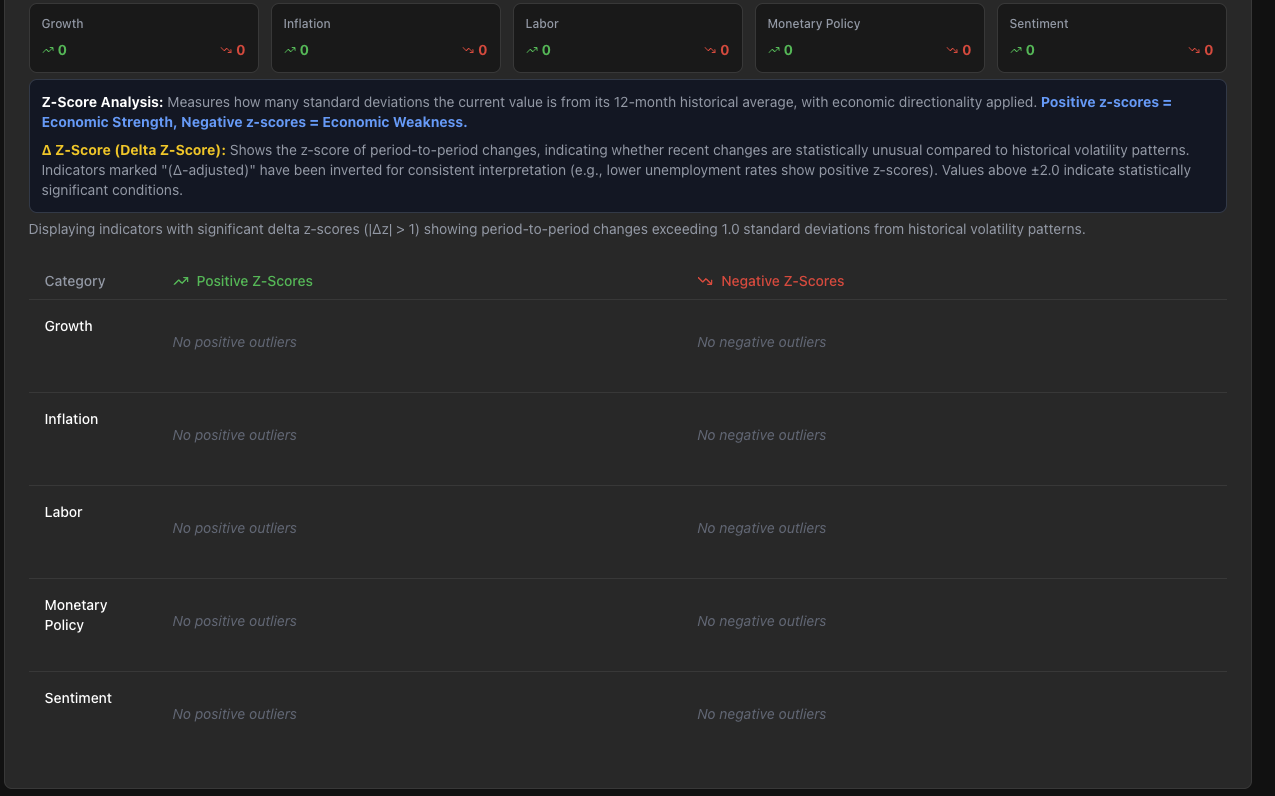 Growth Inflation Labor Monetary Policy Sentiment
0 0 0 0 0 0 0 0 0 0
Z-Score Analysis: Measures how many standard deviations the current value is from its 12-month historical average, with economic directionality applied. Positive z-scores =
Economic Strength, Negative z-scores = Economic Weakness.
Δ Z-Score (Delta Z-Score): Shows the z-score of period-to-period changes, indicating whether recent changes are statistically unusual compared to historical volatility patterns.
Indicators marked "(Δ-adjusted)" have been inverted for consistent interpretation (e.g., lower unemployment rates show positive z-scores). Values above ±2.0 indicate statistically
significant conditions.
Displaying indicators with significant delta z-scores (|Δz| > 1) showing period-to-period changes exceeding 1.0 standard deviations from historical volatility patterns.
Category Positive Z-Scores Negative Z-Scores
Growth
No positive outliers No negative outliers
Inflation
No positive outliers No negative outliers
Labor
No positive outliers No negative outliers
Monetary
Policy
No positive outliers No negative outliers
Sentiment
No positive outliers No negative outliers